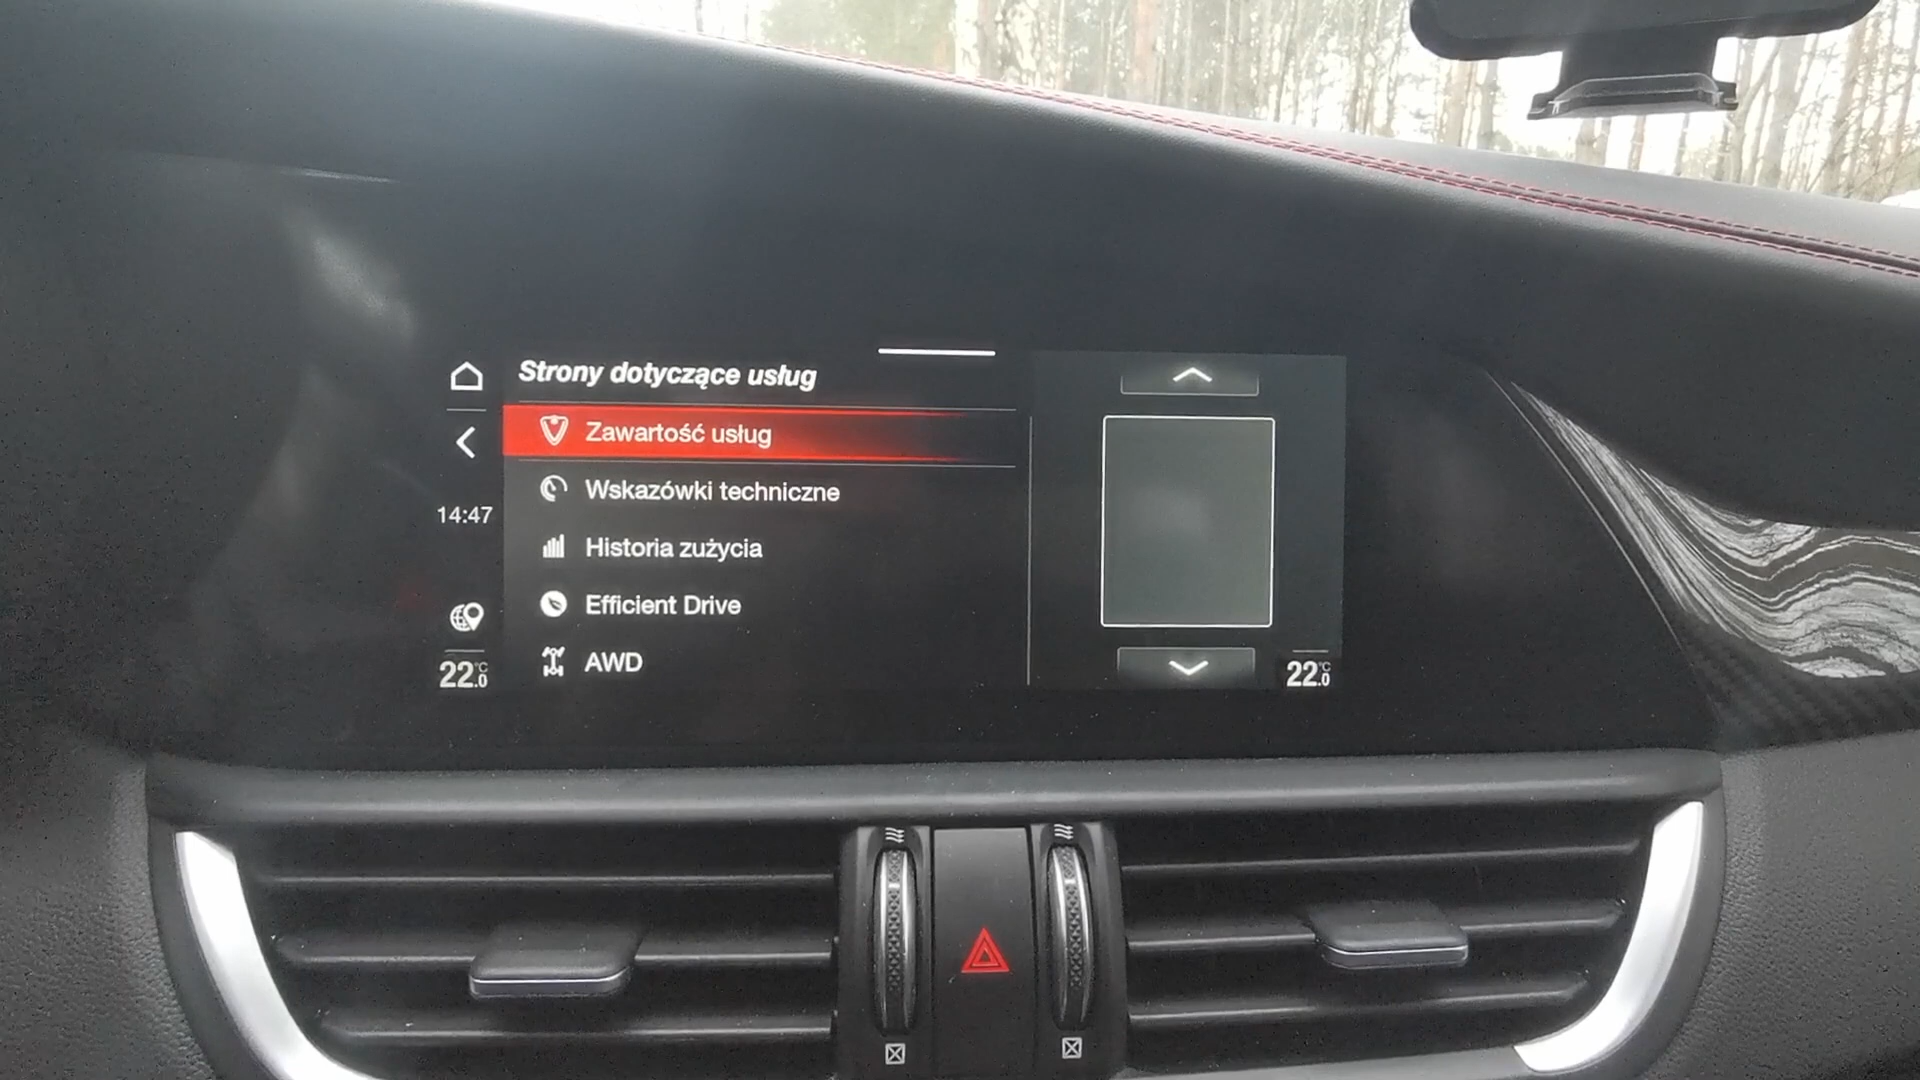 Strony dotyczące usług
Zawartość usług
Wskazówki techniczne
14:47
Historia zużycia
Efficient Drive
AWD
22.0°C
22.0°C